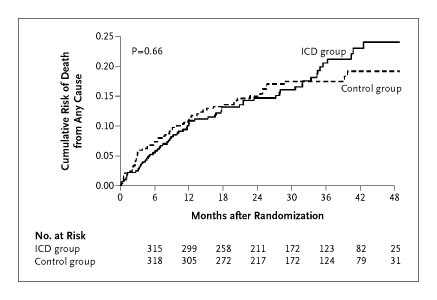 0.25
P=0.66
ICD group
0.20
Control group
0.15
0.10
0.05
0.00
Cumulative Risk of Death
from Any Cause
0 6 12 18 24 30 36 42 48
Months after Randomization
No. at Risk
ICD group 315 299 258 211 172 123 82 25
Control group 318 305 272 217 172 124 79 31